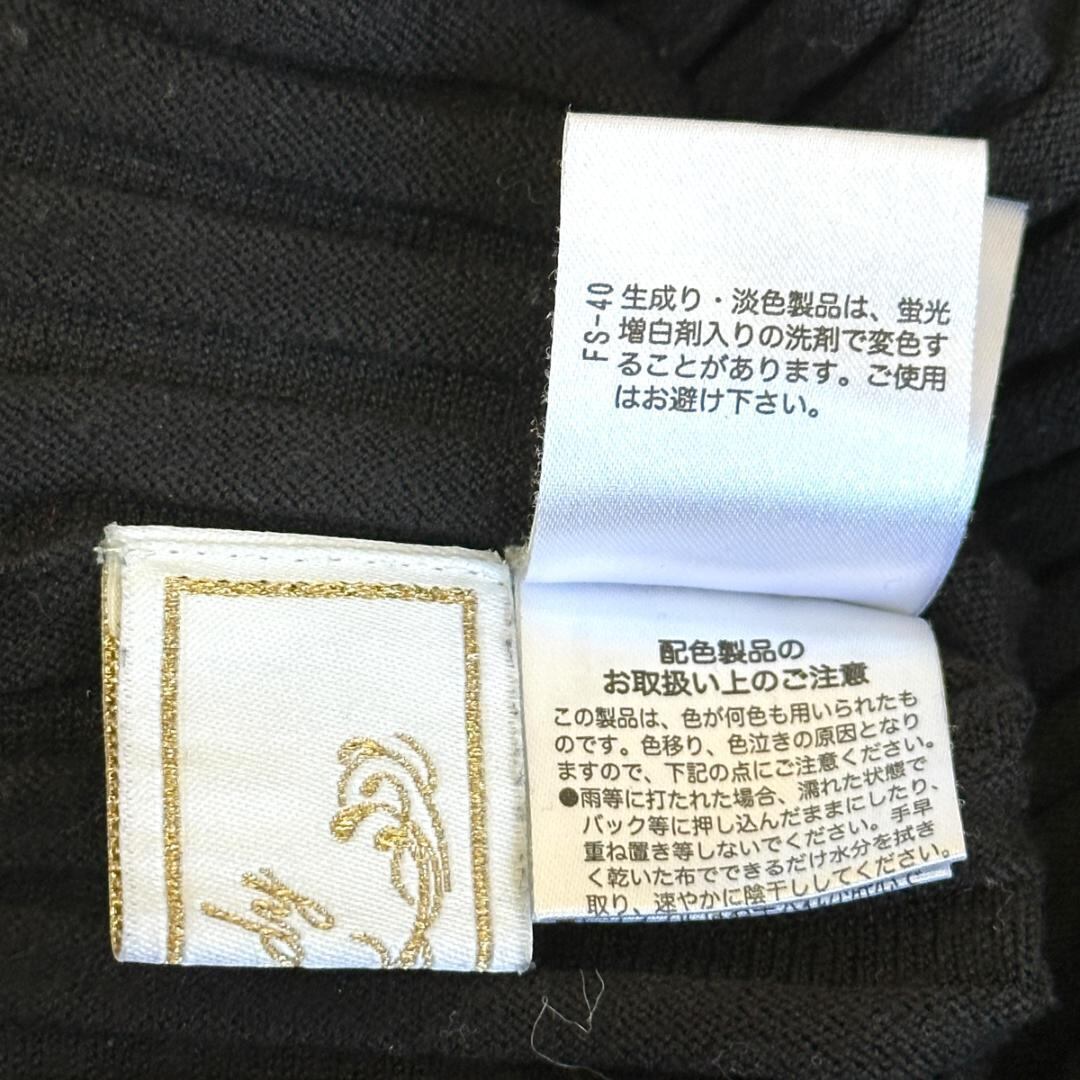 FS-40
生成り・淡色製品は、蛍光
増白剤入りの洗剤で変色す
ることがあります。ご使用
はお避け下さい。
配色製品の
お取扱い上のご注意
この製品は、色が何色も用いられたも
のです。色移り、色泣きの原因となり
ますので、下記の点にご注意ください。
●雨等に打たれた場合、濡れた状態で
バック等に押し込んだままにしたり、
重ね置き等しないでください。手早
く乾いた布でできるだけ水分を拭き
取り、速やかに陰干ししてください。